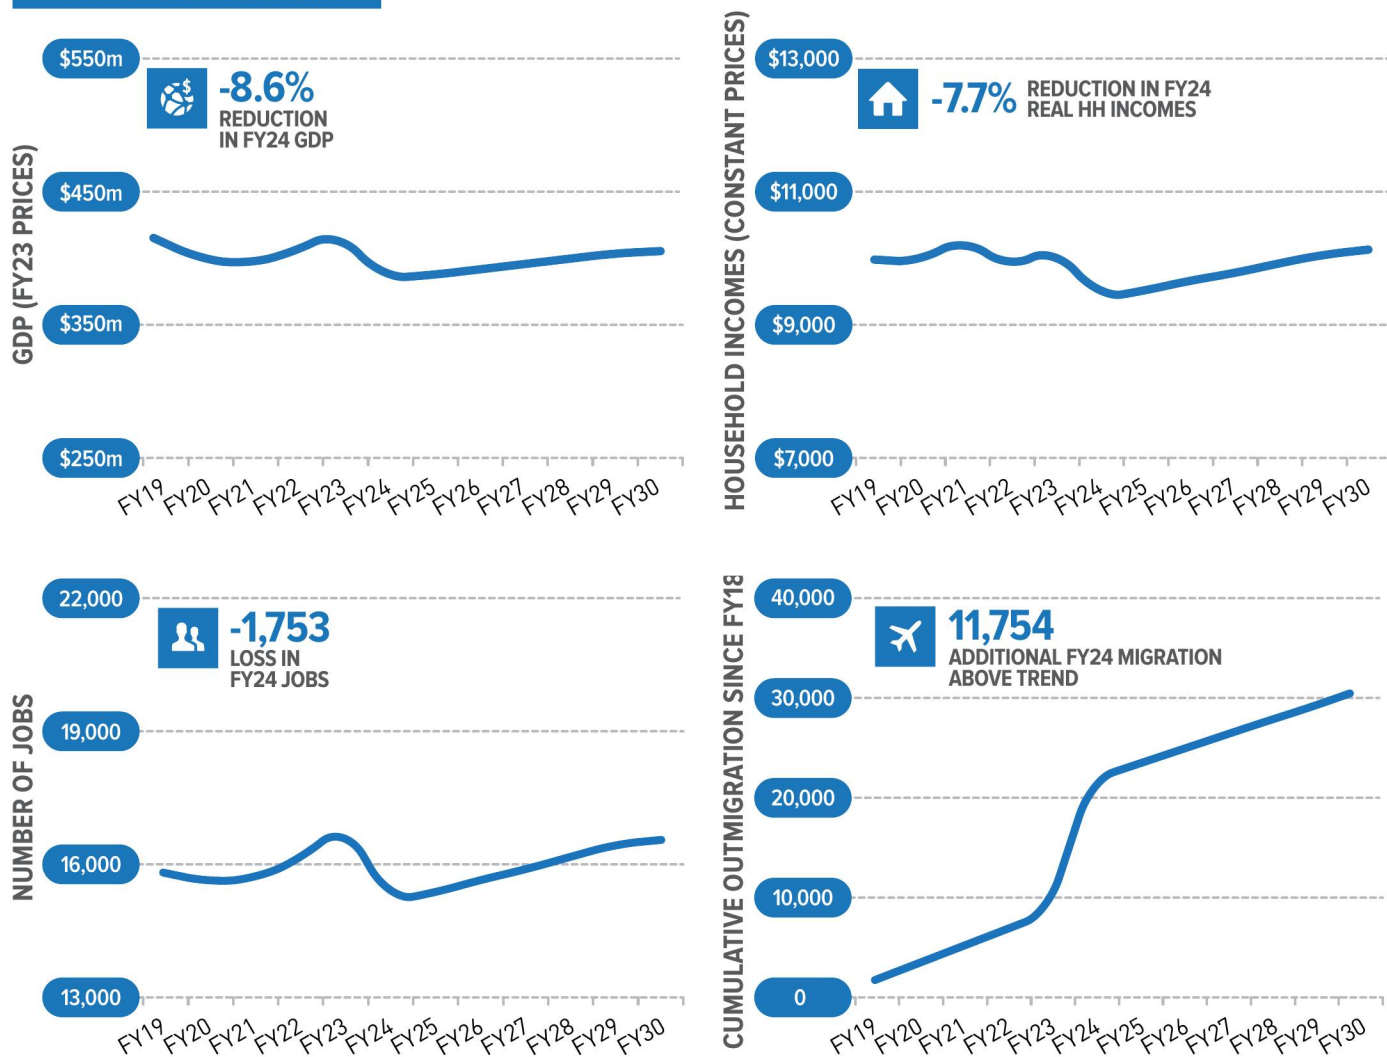 GDP (FY23 PRICES)
$550m
$450m
$350m
$250m
-8.6%
REDUCTION
IN FY24 GDP
FY19 FY20 FY21 FY22 FY23 FY24 FY25 FY26 FY27 FY28 FY29 FY30
HOUSEHOLD INCOMES (CONSTANT PRICES)
$13,000
$11,000
$9,000
$7,000
-7.7%
REDUCTION IN FY24
REAL HH INCOMES
FY19 FY20 FY21 FY22 FY23 FY24 FY25 FY26 FY27 FY28 FY29 FY30
NUMBER OF JOBS
22,000
19,000
16,000
13,000
-1,753
LOSS IN
FY24 JOBS
FY19 FY20 FY21 FY22 FY23 FY24 FY25 FY26 FY27 FY28 FY29 FY30
CUMULATIVE OUTMIGRATION SINCE FY18
40,000
30,000
20,000
10,000
0
11,754
ADDITIONAL FY24 MIGRATION
ABOVE TREND
FY19 FY20 FY21 FY22 FY23 FY24 FY25 FY26 FY27 FY28 FY29 FY30